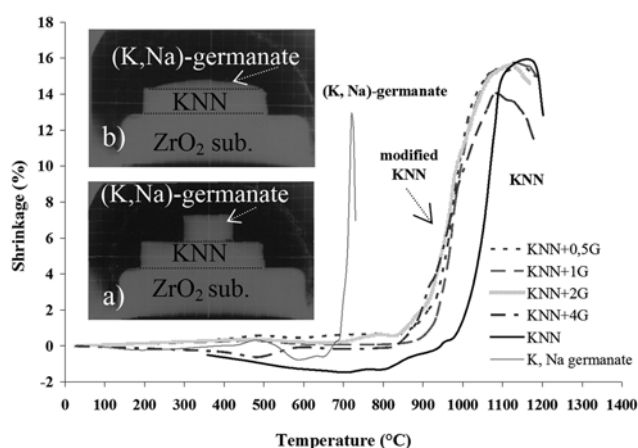 18
16
14
12
10
8
6
4
2
0
-2
Shrinkage (%)
(K,Na)-germanate
KNN
ZrO2 sub.
b)
(K,Na)-germanate
KNN
ZrO2 sub.
a)
(K, Na)-germanate
modified
KNN
KNN
KNN+0,5G
KNN+1G
KNN+2G
KNN+4G
KNN
K, Na germanate
0 100 200 300 400 500 600 700 800 900 1000 1100 1200 1300 1400
Temperature (°C)